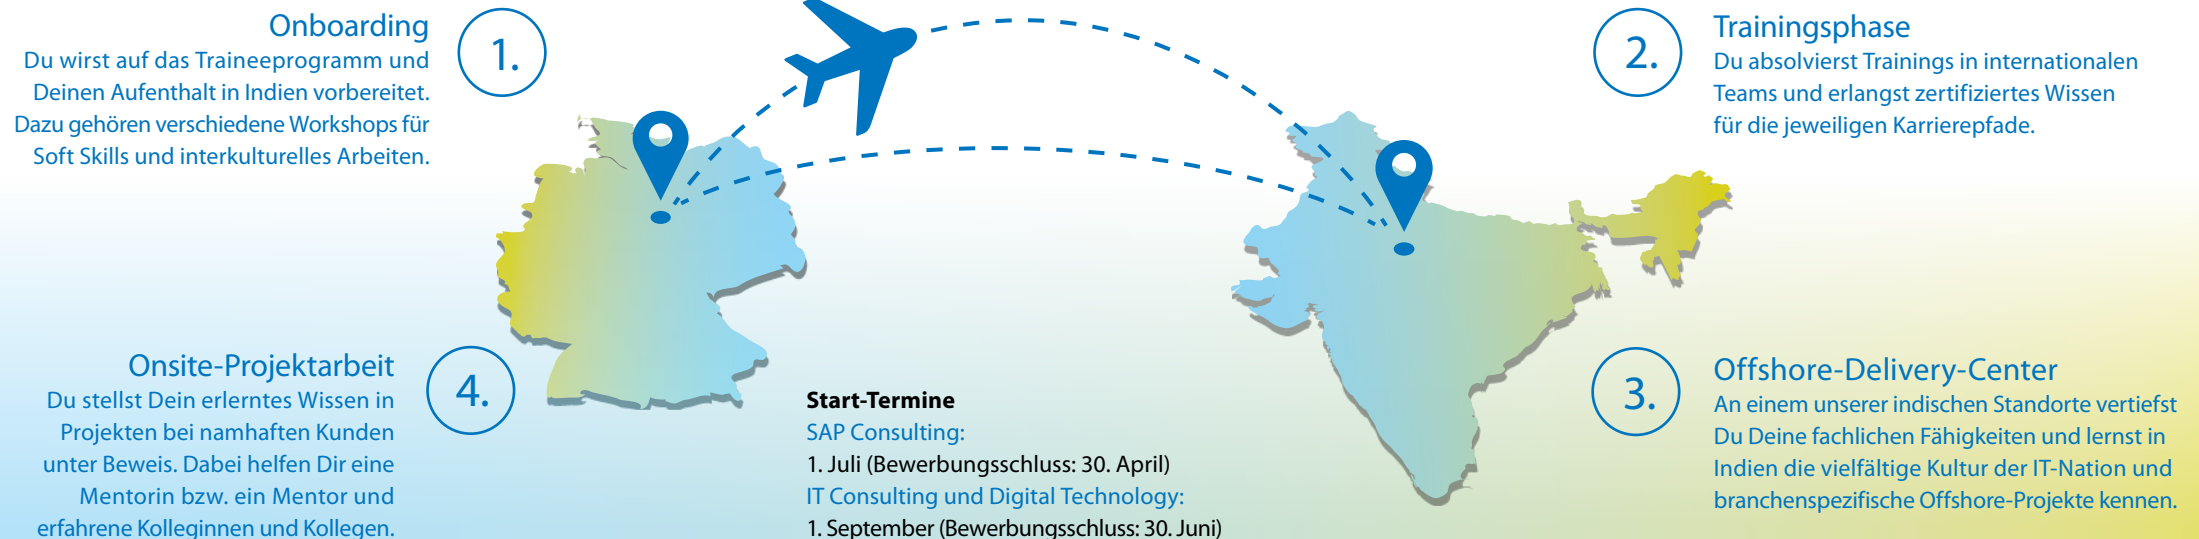 Onboarding
1.
Du wirst auf das Traineeprogramm und
Deinen Aufenthalt in Indien vorbereitet.
Dazu gehören verschiedene Workshops für
Soft Skills und interkulturelles Arbeiten.
2.
Trainingsphase
Du absolvierst Trainings in internationalen
Teams und erlangst zertifiziertes Wissen
für die jeweiligen Karrierepfade.
3.
Offshore-Delivery-Center
An einem unserer indischen Standorte vertiefst
Du Deine fachlichen Fähigkeiten und lernst in
Indien die vielfältige Kultur der IT-Nation und
branchenspezifische Offshore-Projekte kennen.
Onsite-Projektarbeit
4.
Du stellst Dein erlerntes Wissen in
Projekten bei namhaften Kunden
unter Beweis. Dabei helfen Dir eine
Mentorin bzw. ein Mentor und
erfahrene Kolleginnen und Kollegen.
Start-Termine
SAP Consulting:
1. Juli (Bewerbungsschluss: 30. April)
IT Consulting und Digital Technology:
1. September (Bewerbungsschluss: 30. Juni)